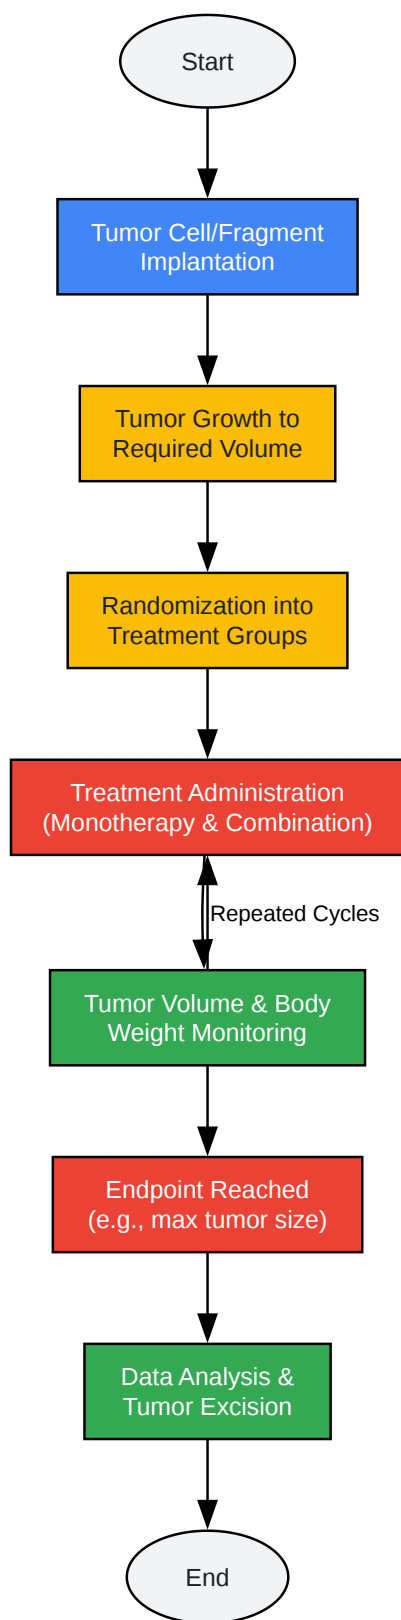 Start
Tumor Cell/Fragment
Implantation
Tumor Growth to
Required Volume
Randomization into
Treatment Groups
Treatment Administration
(Monotherapy & Combination)
Repeated Cycles
Tumor Volume & Body
Weight Monitoring
Endpoint Reached
(e.g., max tumor size)
Data Analysis &
Tumor Excision
End